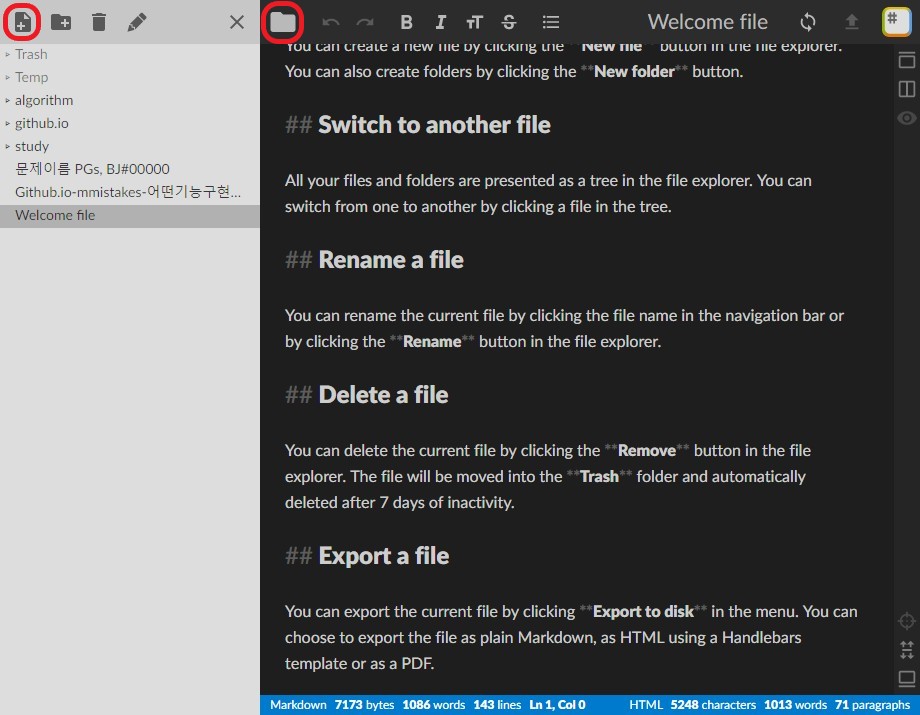 Welcome file
Trash
Temp
algorithm
github.io
study
문제이름 PGs, BJ#00000
Github.io-mmistakes-어떤기능구현...
Welcome file
You can create a new file by clicking the **New file** button in the file explorer.
You can also create folders by clicking the **New folder** button.
## Switch to another file
All your files and folders are presented as a tree in the file explorer. You can
switch from one to another by clicking a file in the tree.
## Rename a file
You can rename the current file by clicking the file name in the navigation bar or
by clicking the **Rename** button in the file explorer.
## Delete a file
You can delete the current file by clicking the **Remove** button in the file
explorer. The file will be moved into the **Trash** folder and automatically
deleted after 7 days of inactivity.
## Export a file
You can export the current file by clicking **Export to disk** in the menu. You can
choose to export the file as plain Markdown, as HTML using a Handlebars
template or as a PDF.
Markdown 7173 bytes 1086 words 143 lines Ln 1, Col 0 HTML 5248 characters 1013 words 71 paragraphs